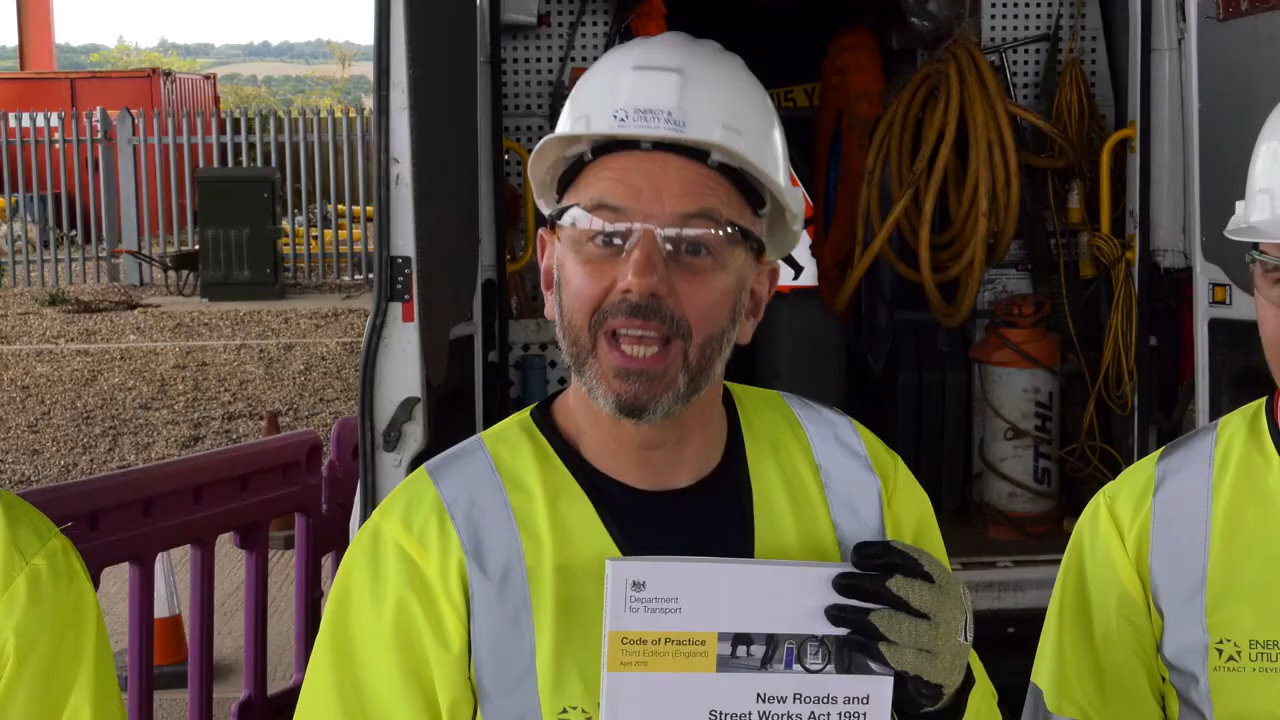 ENERGY &
UTILITY SKILLS
15 Y
STIHL
Department
for Transport
Code of Practice
Third Edition (England)
April 2010
New Roads and
Street Works Act 1991
ENER
UTILI
ATTRACT > DEVE